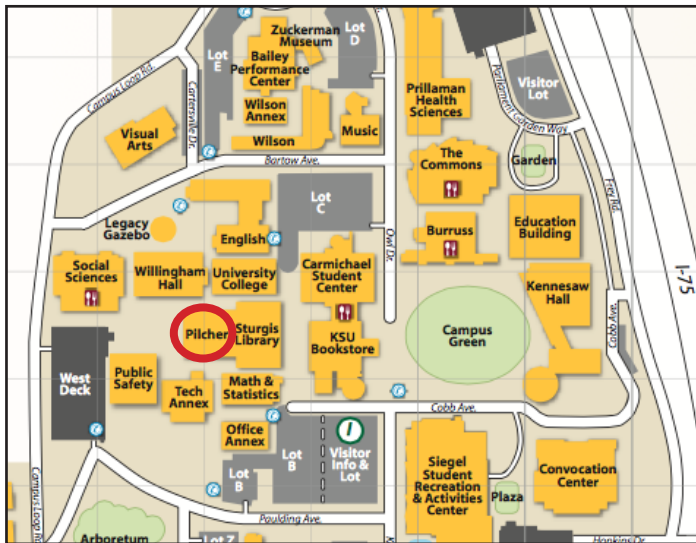 Zuckerman
Museum
Lot
D
Lot
E
Bailey
Performance
Center
Campus Loop Rd.
Cartersville Dr.
Wilson
Annex
Wilson
Music
Visual
Arts
Prillaman
Health
Sciences
Visitor
Lot
Parliament Garden Way
Bartow Ave.
The
Commons
Garden
Frey Rd.
Lot
C
Legacy
Gazebo
English
Owl Dr.
Burruss
Education
Building
I-75
Social
Sciences
Willingham
Hall
University
College
Carmichael
Student
Center
Kennesaw
Hall
Pilcher
Sturgis
Library
KSU
Bookstore
Campus
Green
Cobb Ave.
West
Deck
Public
Safety
Tech
Annex
Math &
Statistics
Cobb Ave.
Office
Annex
i
Lot
B
Visitor
Info &
Lot
Lot
B
Siegel
Student
Recreation
& Activities
Center
Plaza
Convocation
Center
Campus Loop Rd
Paulding Ave.
Arboretum
Lot Z
K
Hopkins Dr.